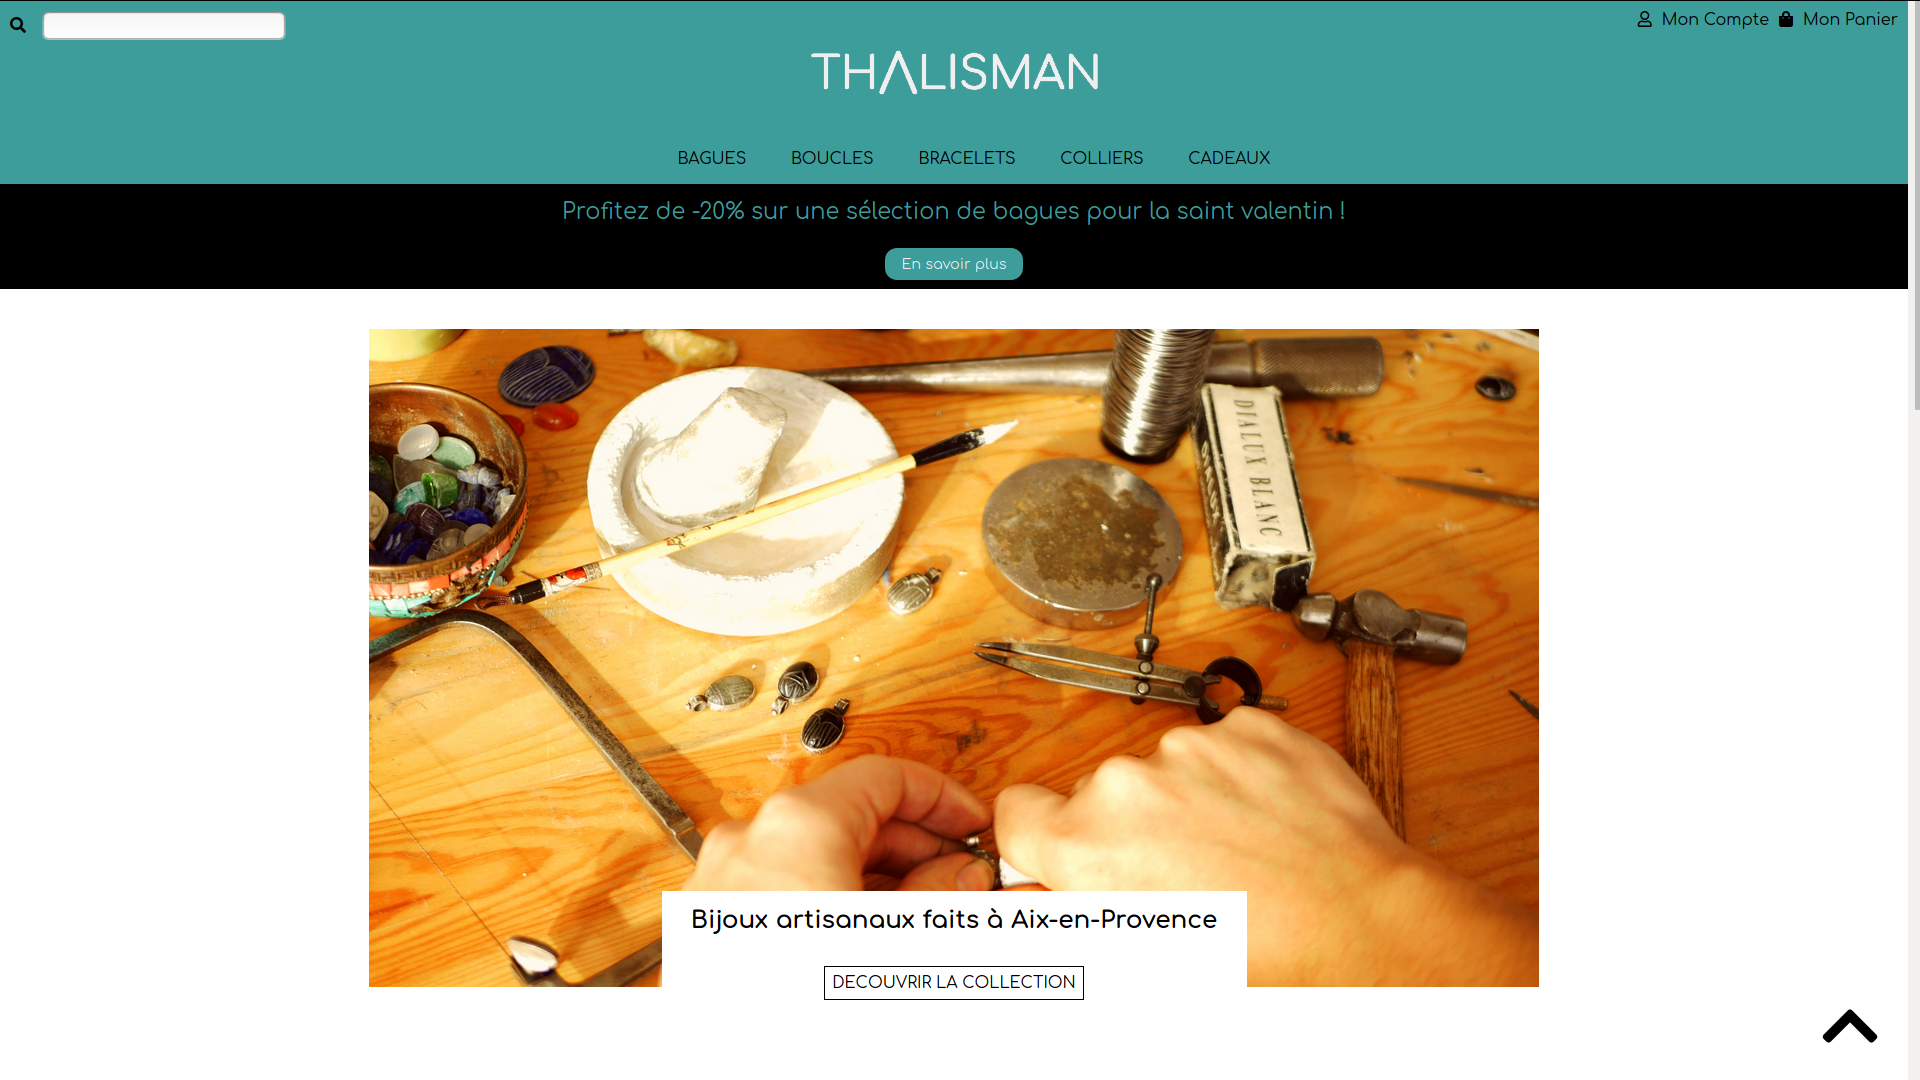 Mon Compte
Mon Panier
THALISMAN
BAGUES
BOUCLES
BRACELETS
COLLIERS
CADEAUX
Profitez de -20% sur une sélection de bagues pour la saint valentin !
En savoir plus
DIALUX BLANC
Bijoux artisanaux faits à Aix-en-Provence
DECOUVRIR LA COLLECTION